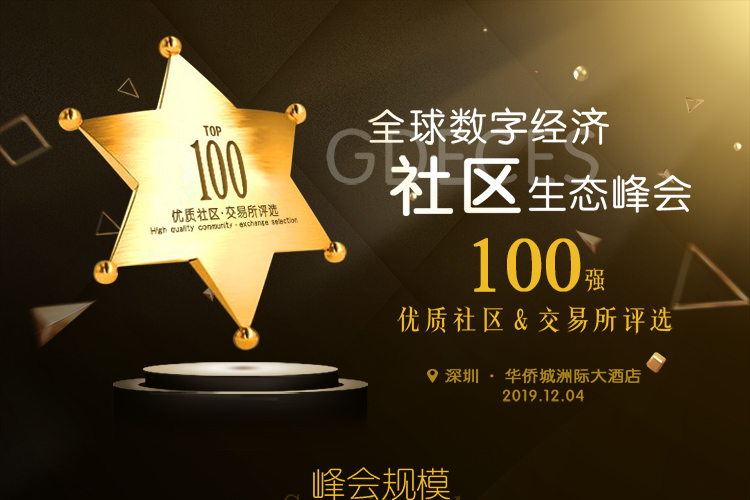 TOP
100
优质社区·交易所评选
High quality community · exchange selection
GDECES
全球数字经济
社区生态峰会
100强
优质社区&交易所评选
深圳 · 华侨城洲际大酒店
2019.12.04
峰会规模